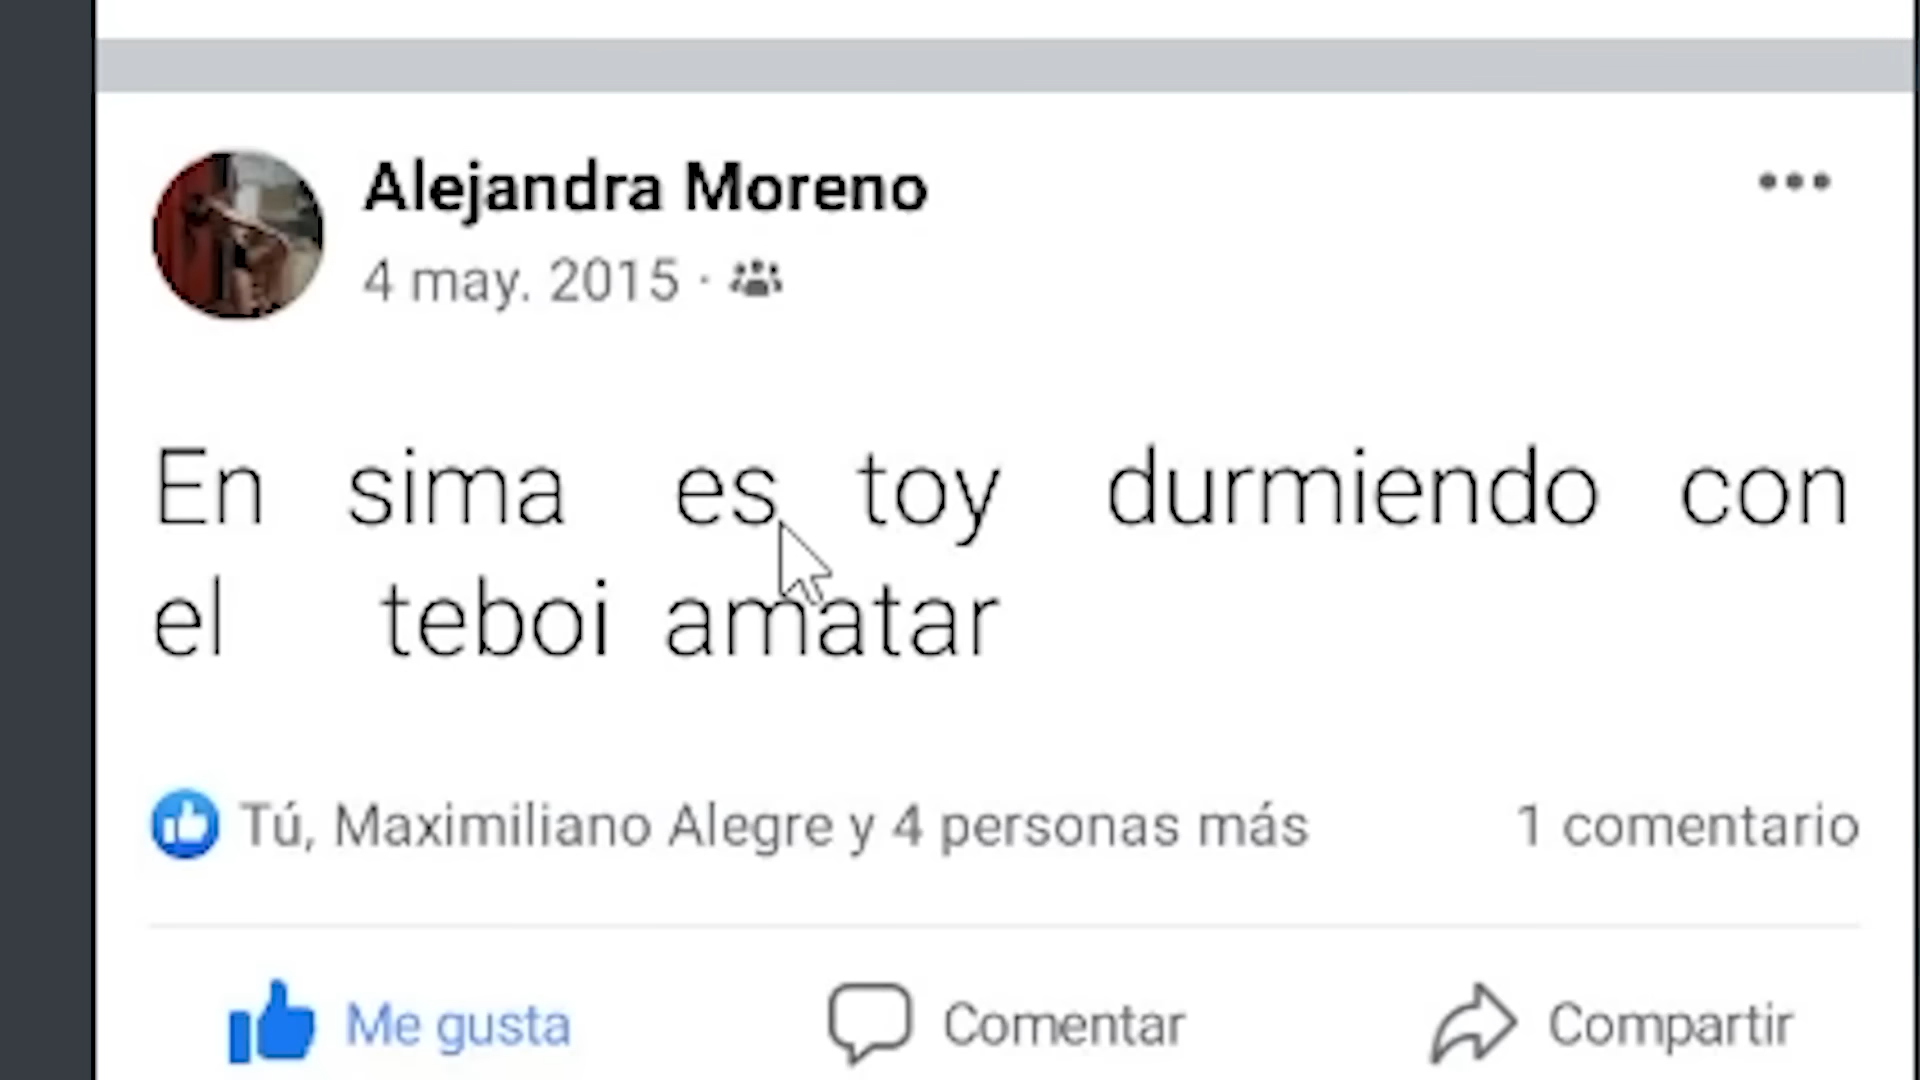 Alejandra Moreno
4 may. 2015 ·
En sima es toy durmiendo con
el teboi amatar
Tú, Maximiliano Alegre y 4 personas más 1 comentario
Me gusta Comentar Compartir